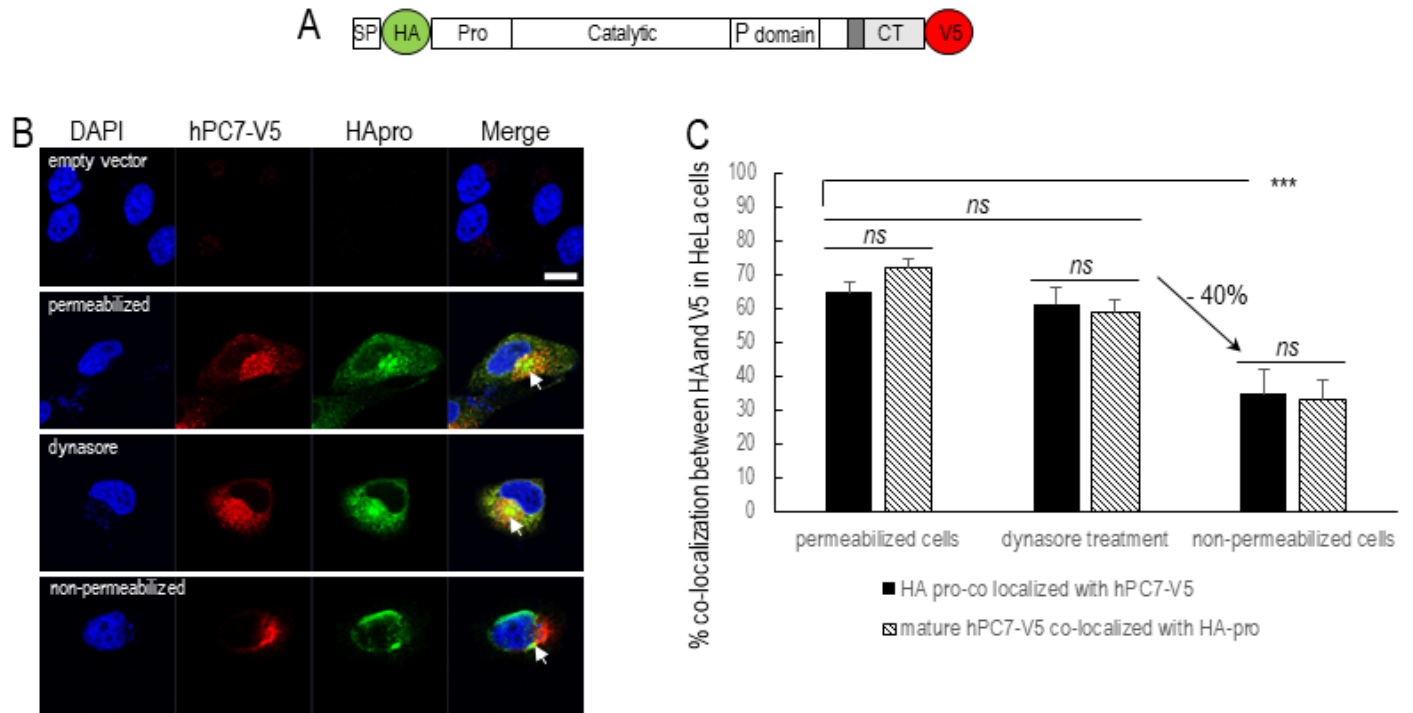 A
SP HA Pro Catalytic P domain CT V5
B
DAPI hPC7-V5 HApro Merge
empty vector
permeabilized
dynasore
non-permeabilized
C
% co-localization between HAand V5 in HeLa cells
100
90
80
70
60
50
40
30
20
10
0
***
ns
ns
ns
- 40%
ns
permeabilized cells dynasore treatment non-permeabilized cells
HA pro-co localized with hPC7-V5
mature hPC7-V5 co-localized with HA-pro